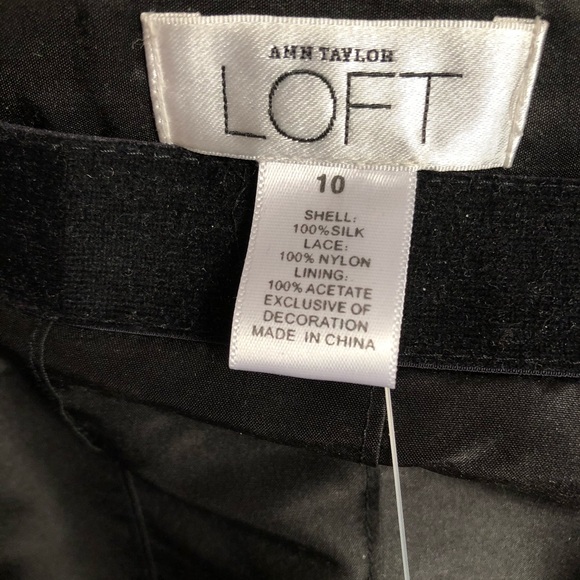 ANN TAYLOR
LOFT
10
SHELL:
100%SILK
LACE:
100% NYLON
LINING:
100% ACETATE
EXCLUSIVE OF
DECORATION
MADE IN CHINA